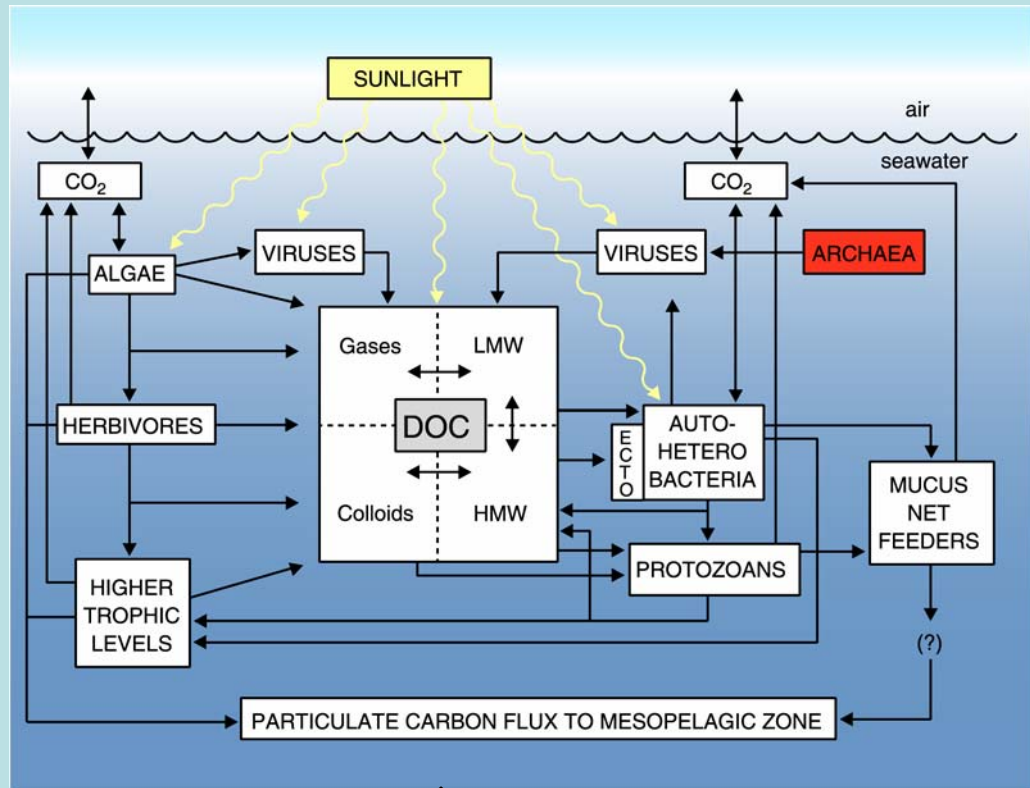 SUNLIGHT
air
seawater
CO₂
CO₂
VIRUSES
VIRUSES
ARCHAEA
ALGAE
Gases
LMW
HERBIVORES
DOC
ECTO
AUTO-
HETERO
BACTERIA
MUCUS
NET
FEEDERS
Colloids
HMW
PROTOZOANS
HIGHER
TROPHIC
LEVELS
(?)
PARTICULATE CARBON FLUX TO MESOPELAGIC ZONE